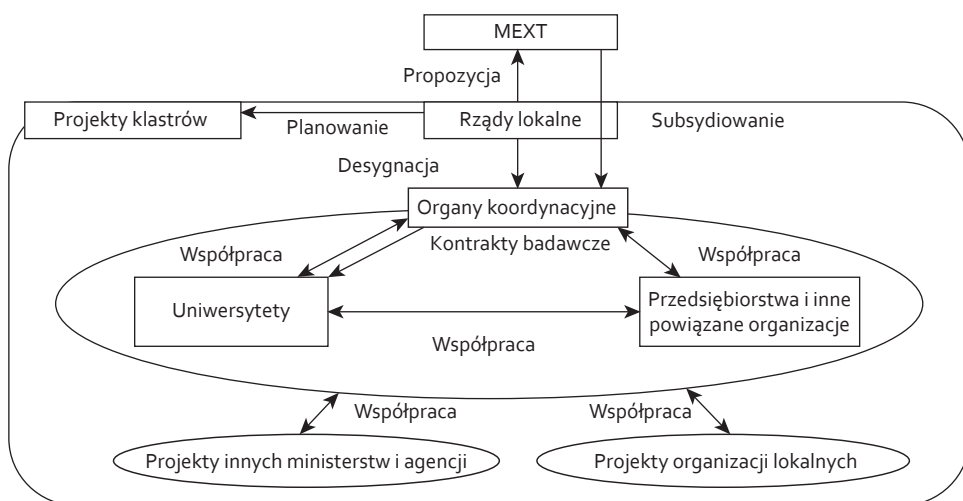 MEXT
Propozycja
Projekty klastrów
Planowanie
Rządy lokalne
Subsydiowanie
Desygnacja
Organy koordynacyjne
Współpraca
Kontrakty badawcze
Współpraca
Uniwersytety
Przedsiębiorstwa i inne
powiązane organizacje
Współpraca
Współpraca
Współpraca
Projekty innych ministerstw i agencji
Projekty organizacji lokalnych